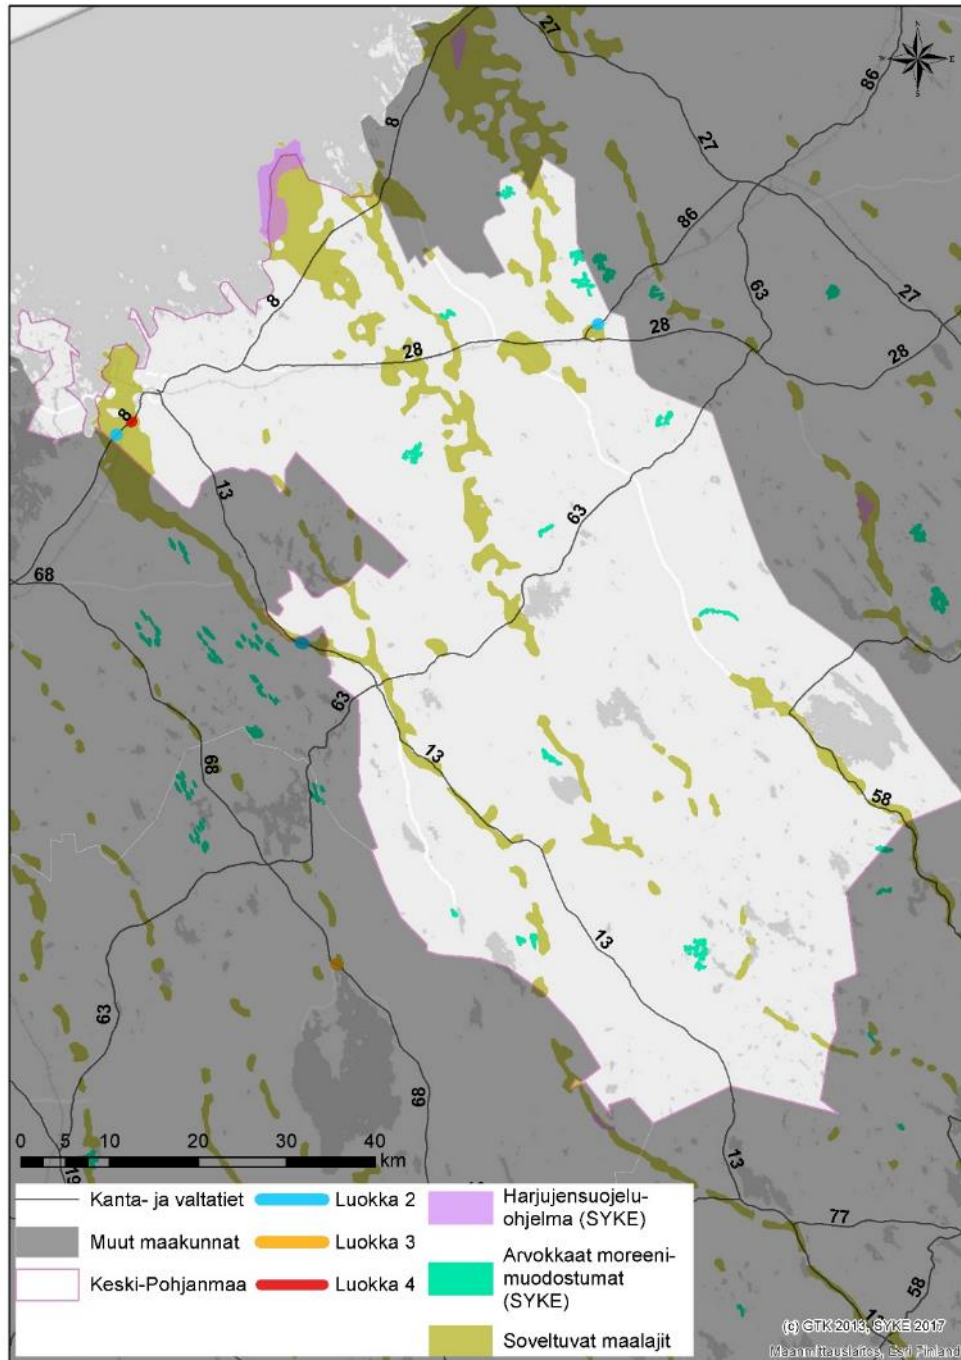 N
E
S
27
86
8
27
86
63
27
8
28
28
28
8
13
63
68
63
13
68
58
13
63
68
13
19
77
58
13
0 5 10 20 30 40
km
Kanta- ja valtatiet
Muut maakunnat
Keski-Pohjanmaa
Luokka 2
Luokka 3
Luokka 4
Harjujensuojelu-
ohjelma (SYKE)
Arvokkaat moreeni-
muodostumat
(SYKE)
Soveltuvat maalajit
(c) GTK 2013, SYKE 2017
Maanmittauslaitos, Esri Finland